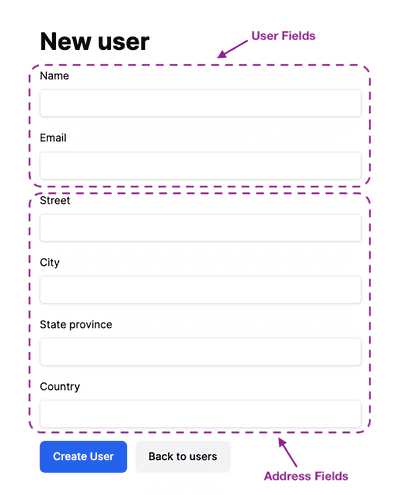 New user
User Fields
Name
Email
Street
City
State province
Country
Create User
Back to users
Address Fields